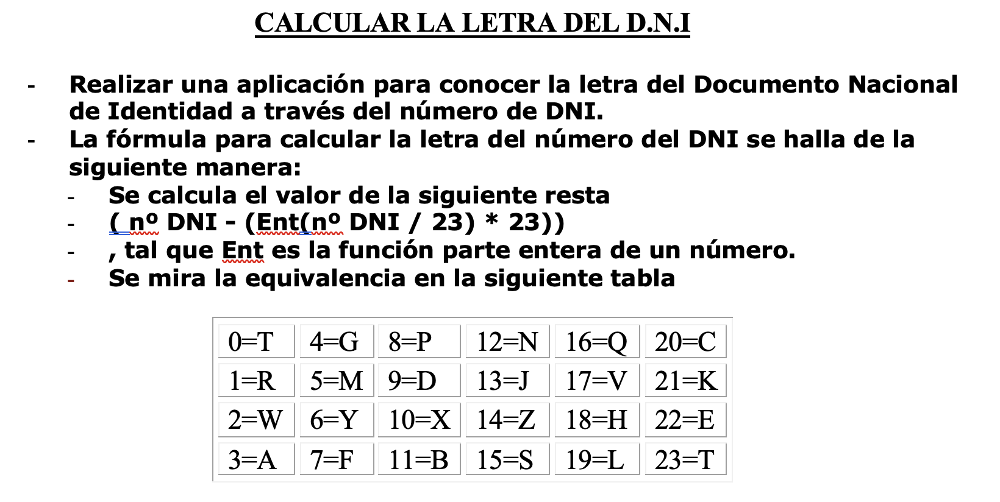 CALCULAR LA LETRA DEL D.N.I
- Realizar una aplicación para conocer la letra del Documento Nacional
de Identidad a través del número de DNI.
- La fórmula para calcular la letra del número del DNI se halla de la
siguiente manera:
- Se calcula el valor de la siguiente resta
- ( nº DNI - (Ent(nº DNI / 23) * 23))
- , tal que Ent es la función parte entera de un número.
- Se mira la equivalencia en la siguiente tabla
0=T 4=G 8=P 12=N 16=Q 20=C
1=R 5=M 9=D 13=J 17=V 21=K
2=W 6=Y 10=X 14=Z 18=H 22=E
3=A 7=F 11=B 15=S 19=L 23=T